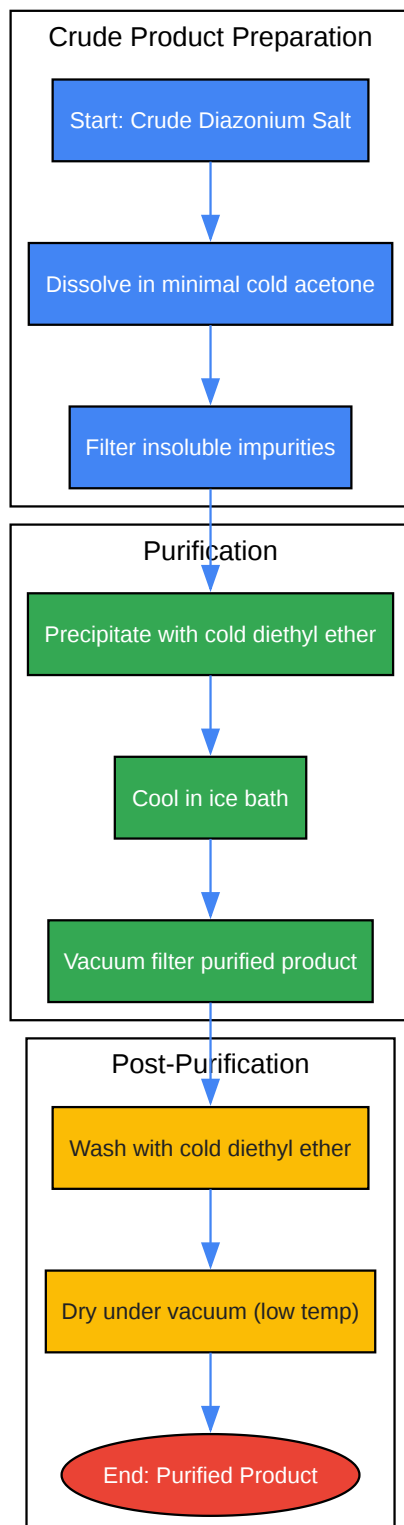 Crude Product Preparation
Start: Crude Diazonium Salt
Dissolve in minimal cold acetone
Filter insoluble impurities
Purification
Precipitate with cold diethyl ether
Cool in ice bath
Vacuum filter purified product
Post-Purification
Wash with cold diethyl ether
Dry under vacuum (low temp)
End: Purified Product